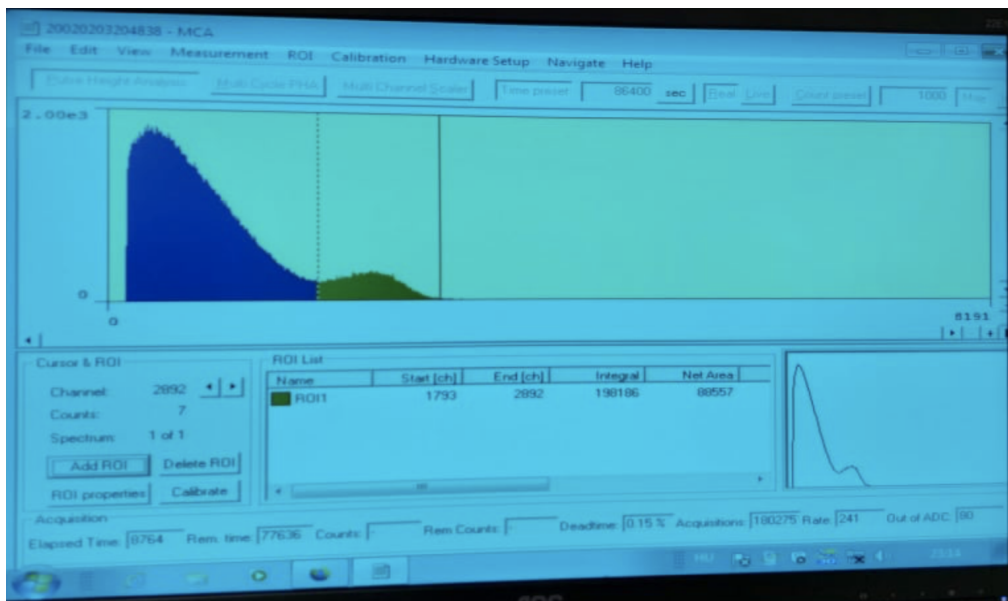 20020203204838 - MCA
File Edit View Measurement ROI Calibration Hardware Setup Navigate Help
Pulse Height Analysis Multi Cycle PHA Multi Channel Scaler Time preset 86400 sec Real Live Count preset 1000
2.00e3
0
0 8191
Cursor & ROI
Channel: 2892
Counts: 7
Spectrum: 1 of 1
Add ROI Delete ROI
ROI properties Calibrate
ROI List
Name Start [ch] End [ch] Integral Net Area
ROI1 1793 2892 198186 88557
Acquisition
Elapsed Time: 8764 Rem. time: 77636 Counts: - Rem Counts: - Deadtime: 0.15 % Acquisitions: 180275 Rate: 241 Out of ADC: 80
RU 21:14